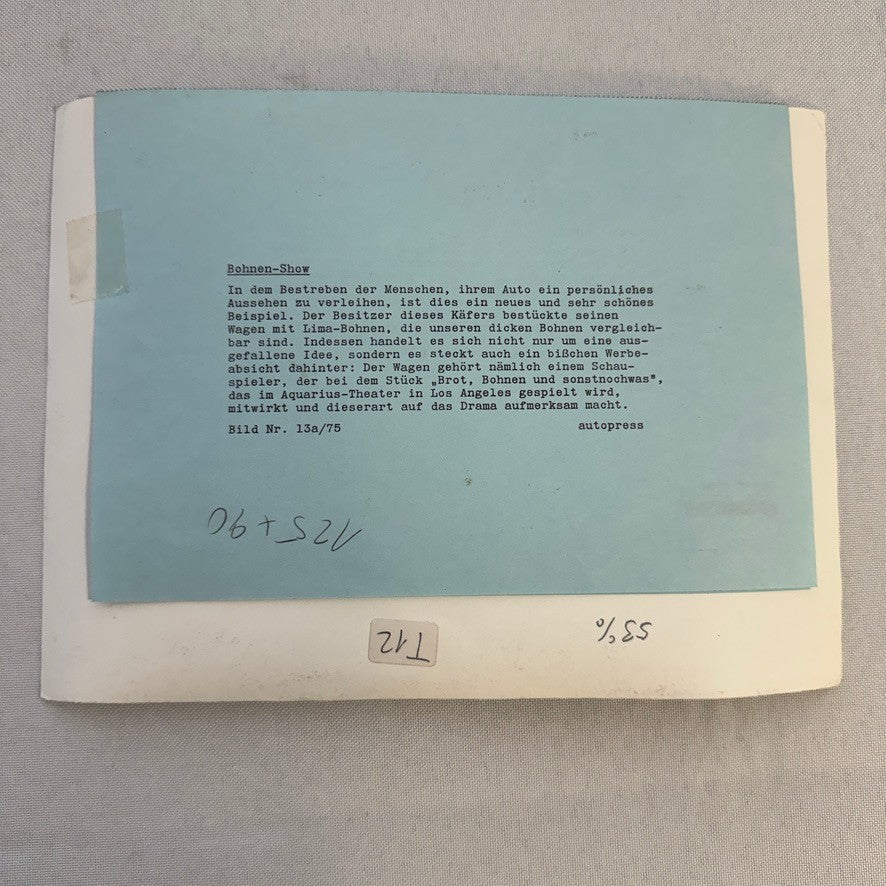 Bohnen-Show
In dem Bestreben der Menschen, ihrem Auto ein persönliches
Aussehen zu verleihen, ist dies ein neues und sehr schönes
Beispiel. Der Besitzer dieses Käfers bestückte seinen
Wagen mit Lima-Bohnen, die unseren dicken Bohnen vergleich-
bar sind. Indessen handelt es sich nicht nur um eine aus-
gefallene Idee, sondern es steckt auch ein bißchen Werbe-
absicht dahinter: Der Wagen gehört nämlich einem Schau-
spieler, der bei dem Stück „Brot, Bohnen und sonstnochwas",
das im Aquarius-Theater in Los Angeles gespielt wird,
mitwirkt und dieserart auf das Drama aufmerksam macht.
Bild Nr. 13a/75 autopress
125 + 90
53%
T12